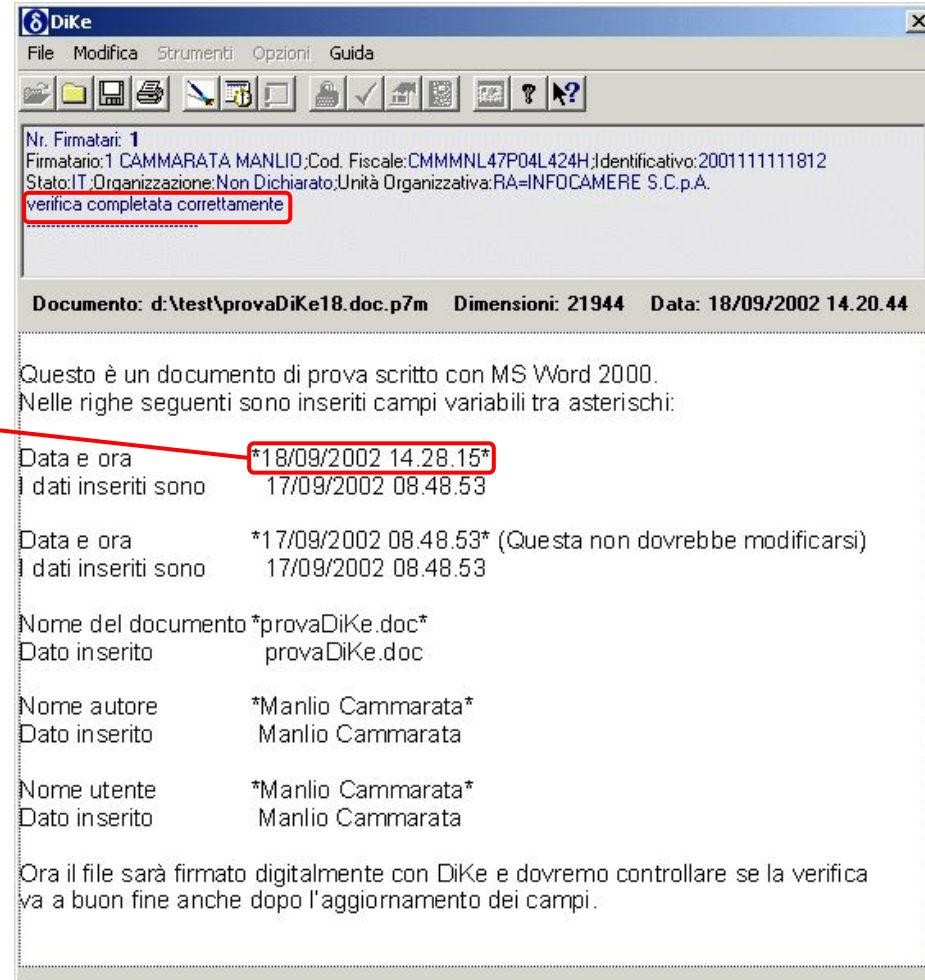 DiKe
File Modifica Strumenti Opzioni Guida
Nr. Firmatari: 1
Firmatario:1 CAMMARATA MANLIO;Cod. Fiscale:CMMMNL47P04L424H;Identificativo:2001111111812
Stato:IT;Organizzazione:Non Dichiarato;Unità Organizzativa:RA=INFOCAMERE S.C.p.A.
verifica completata correttamente
--------------------------------
Documento: d:\test\provaDiKe18.doc.p7m Dimensioni: 21944 Data: 18/09/2002 14.20.44
Questo è un documento di prova scritto con MS Word 2000.
Nelle righe seguenti sono inseriti campi variabili tra asterischi:
Data e ora *18/09/2002 14.28.15*
I dati inseriti sono 17/09/2002 08.48.53
Data e ora *17/09/2002 08.48.53* (Questa non dovrebbe modificarsi)
I dati inseriti sono 17/09/2002 08.48.53
Nome del documento *provaDiKe.doc*
Dato inserito provaDiKe.doc
Nome autore *Manlio Cammarata*
Dato inserito Manlio Cammarata
Nome utente *Manlio Cammarata*
Dato inserito Manlio Cammarata
Ora il file sarà firmato digitalmente con DiKe e dovremo controllare se la verifica
va a buon fine anche dopo l'aggiornamento dei campi.